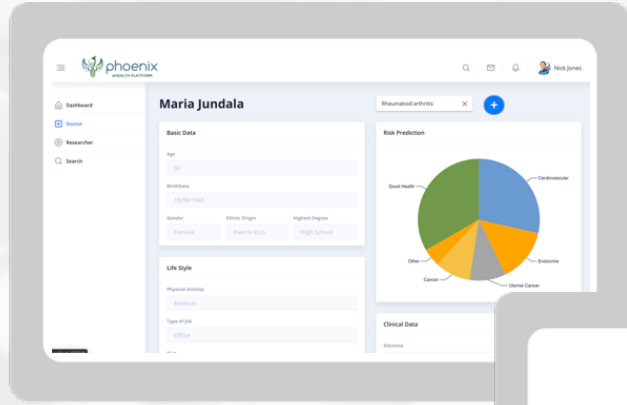 phoenix
eHEALTH PLATFORM
Nick Jones
Dashboard
Doctor
Researcher
Search
Maria Jundala
Rheumatoid arthritis X
+
Basic Data
Age
56
BirthDate
Gender Ethnic Origin Highest Degree
Female Puerto Rico High School
Life Style
Physical Activity
Medium
Type of Job
Office
Risk Prediction
Good Health
Cardiovascular
Other
Endocrine
Cancer
Uterine Cancer
Clinical Data